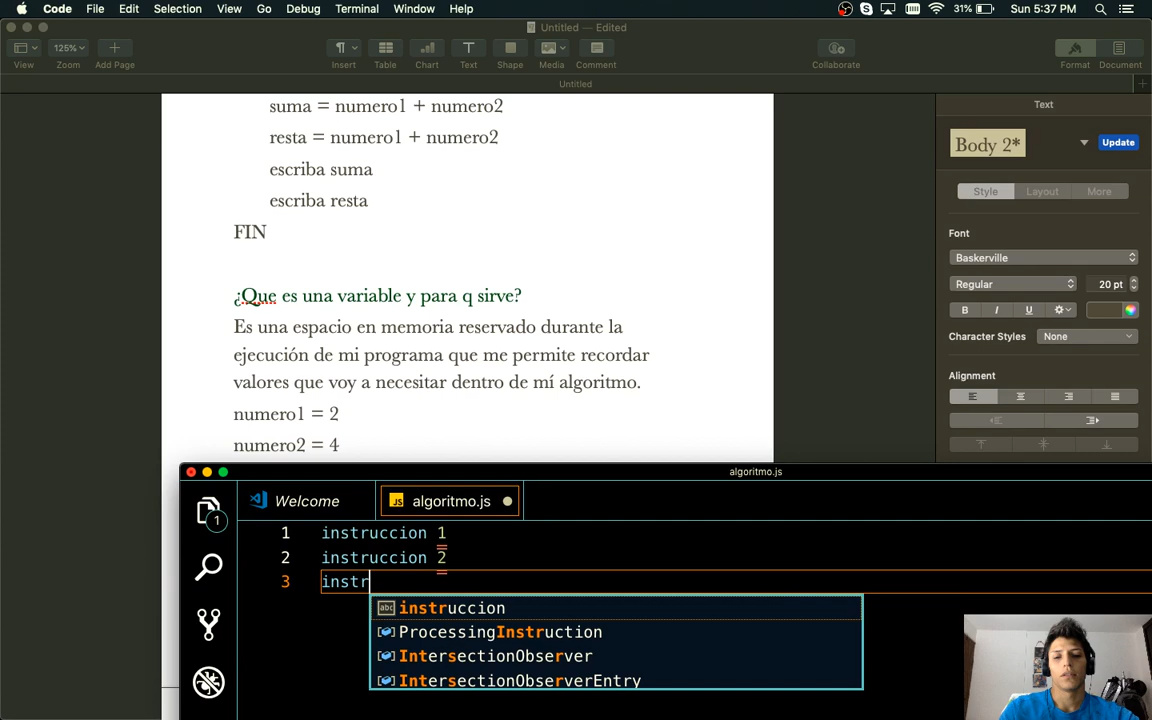 Code File Edit Selection View Go Debug Terminal Window Help 31% Sun 5:37 PM
Untitled — Edited
125%
View Zoom Add Page Insert Table Chart Text Shape Media Comment Collaborate Format Document
Untitled
suma = numero1 + numero2
resta = numero1 + numero2
escriba suma
escriba resta
FIN
¿Que es una variable y para q sirve?
Es una espacio en memoria reservado durante la
ejecución de mi programa que me permite recordar
valores que voy a necesitar dentro de mí algoritmo.
numero1 = 2
numero2 = 4
Text
Body 2*
Update
Style Layout More
Font
Baskerville
Regular 20 pt
B I U
Character Styles None
Alignment
algoritmo.js
Welcome JS algoritmo.js
1
1 instruccion 1
2 instruccion 2
3 instr
abc instruccion
ProcessingInstruction
IntersectionObserver
IntersectionObserverEntry